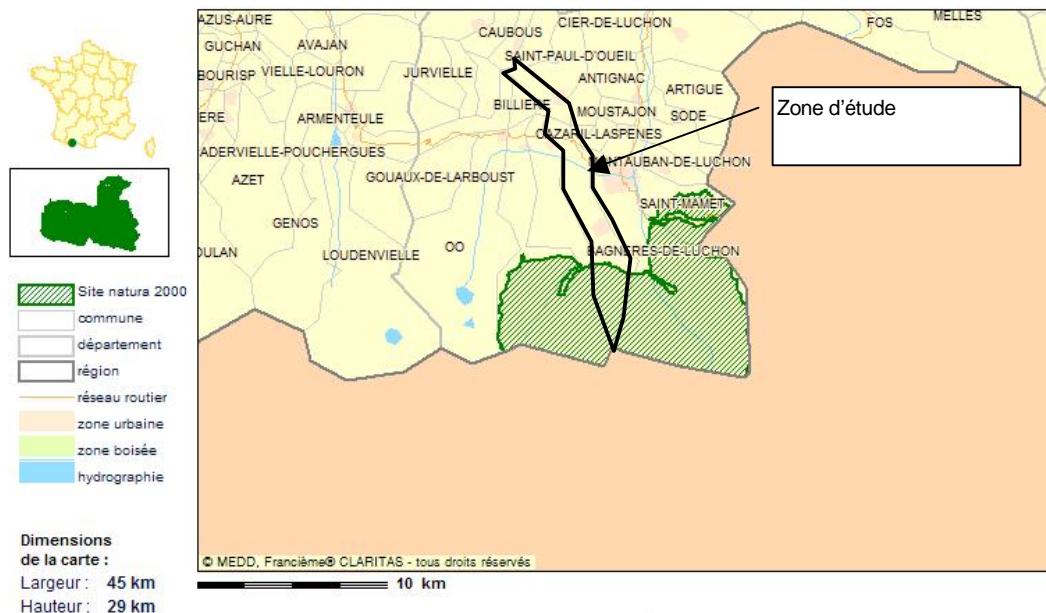 AZUS-AURE
CIER-DE-LUCHON
FOS
MELLES
CAUBOUS
GUCHAN
AVAJAN
SAINT-PAUL-D'OUEIL
BOURISP
VIELLE-LOURON
JURVIELLE
ANTIGNAC
Zone d'étude
ARTIGUE
BILLIERE
MOUSTAJON
SODE
ERE
ARMENTEULE
CAZARIL-LASPENES
ADERVIELLE-POUCHERGUES
MONTAUBAN-DE-LUCHON
AZET
GOUAUX-DE-LARBOUST
SAINT-MAMET
GENOS
OULAN
LOUDENVIELLE
OO
BAGNERES-DE-LUCHON
Site natura 2000
commune
département
région
réseau routier
zone urbaine
zone boisée
hydrographie
Dimensions
de la carte :
Largeur : 45 km
Hauteur : 29 km
© MEDD, Francième® CLARITAS - tous droits réservés
10 km